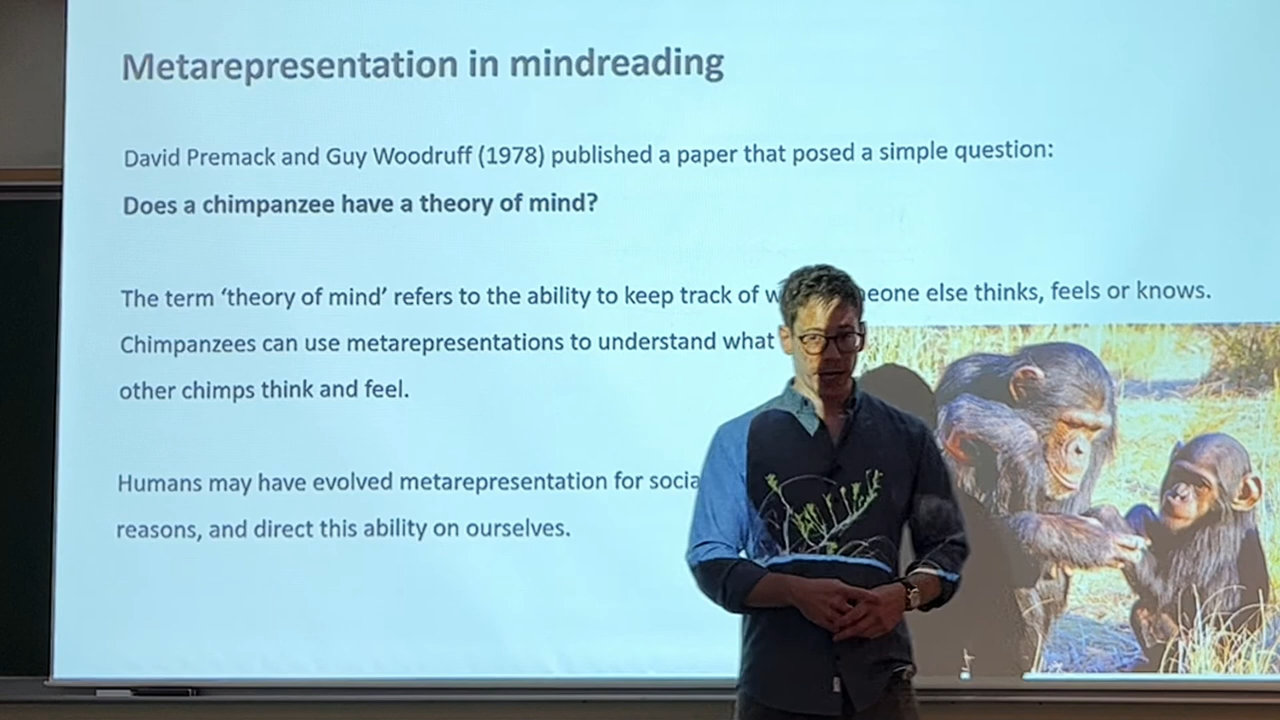 Metarepresentation in mindreading
David Premack and Guy Woodruff (1978) published a paper that posed a simple question:
Does a chimpanzee have a theory of mind?
The term ‘theory of mind’ refers to the ability to keep track of w eone else thinks, feels or knows.
Chimpanzees can use metarepresentations to understand what
other chimps think and feel.
Humans may have evolved metarepresentation for socia
reasons, and direct this ability on ourselves.